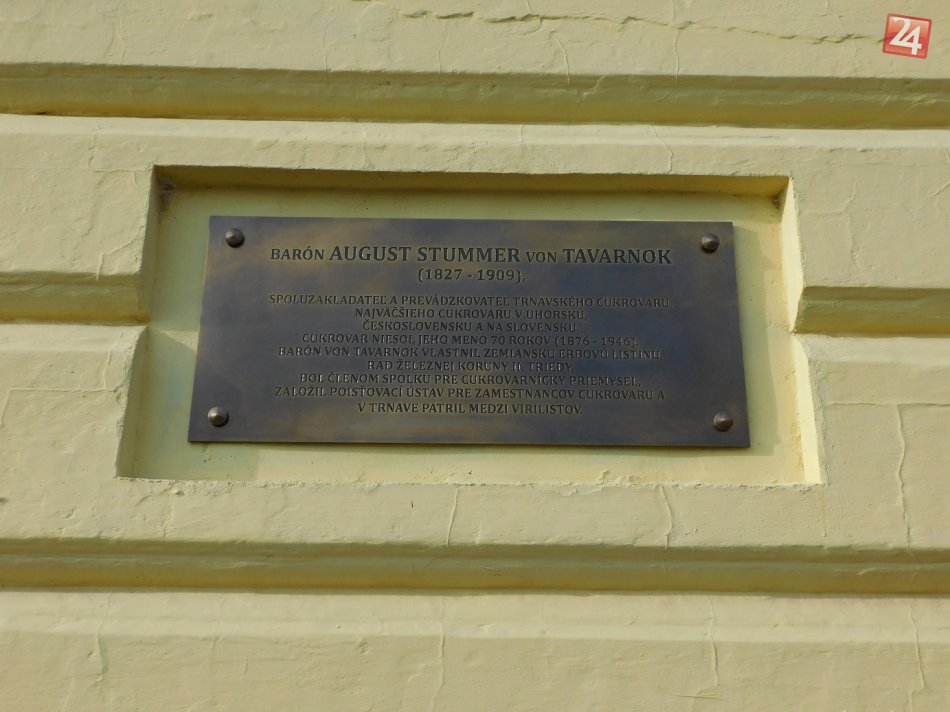 24
BARÓN AUGUST STUMMER VON TAVARNOK
(1827 - 1909),
SPOLUZAKLADATEĽ A PREVÁDZKOVATEĽ TRNAVSKÉHO CUKROVARU,
NAJVÄČŠIEHO CUKROVARU V UHORSKU,
ČESKOSLOVENSKU A NA SLOVENSKU.
CUKROVAR NIESOL JEHO MENO 70 ROKOV (1876 - 1946).
BARÓN VON TAVARNOK VLASTNIL ZEMIANSKU ERBOVÚ LISTINU,
RAD ŽELEZNEJ KORUNY II. TRIEDY,
BOL ČLENOM SPOLKU PRE CUKROVARNÍCKY PRIEMYSEL,
ZALOŽIL POISŤOVACÍ ÚSTAV PRE ZAMESTNANCOV CUKROVARU A
V TRNAVE PATRIL MEDZI VIRILISTOV.